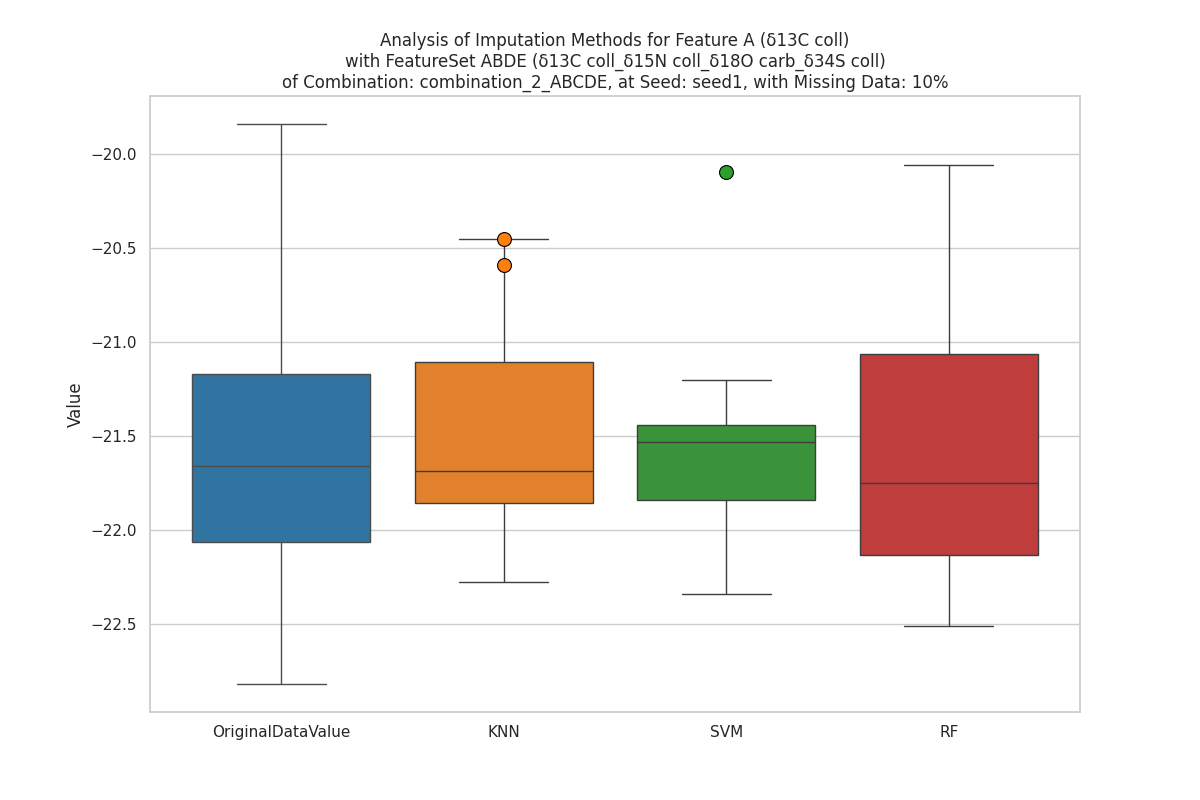 Analysis of Imputation Methods for Feature A (δ13C coll)
with FeatureSet ABDE (δ13C coll_δ15N coll_δ18O carb_δ34S coll)
of Combination: combination_2_ABCDE, at Seed: seed1, with Missing Data: 10%
−20.0
−20.5
−21.0
−21.5
−22.0
−22.5
Value
OriginalDataValue
KNN
SVM
RF